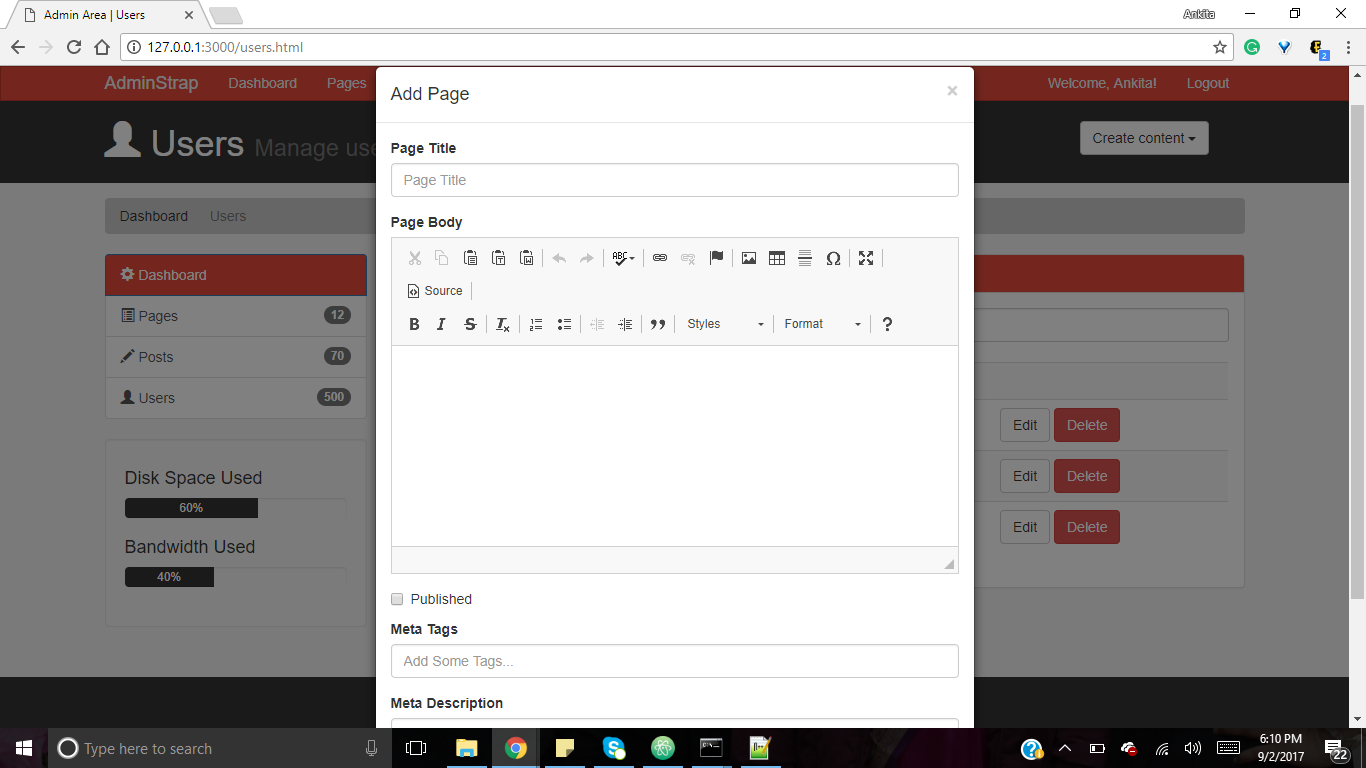 Admin Area | Users
Ankita
127.0.0.1:3000/users.html
2
AdminStrap Dashboard Pages Welcome, Ankita! Logout
Add Page ×
Users Manage use
Create content
Page Title
Page Title
Dashboard Users
Page Body
ABC
Ω
Source
B I S Tx Styles Format ?
Dashboard
Pages 12
Posts 70
Users 500
Edit Delete
Edit Delete
Edit Delete
Disk Space Used
60%
Bandwidth Used
40%
Published
Meta Tags
Add Some Tags...
Meta Description
Type here to search
6:10 PM
9/2/2017
22